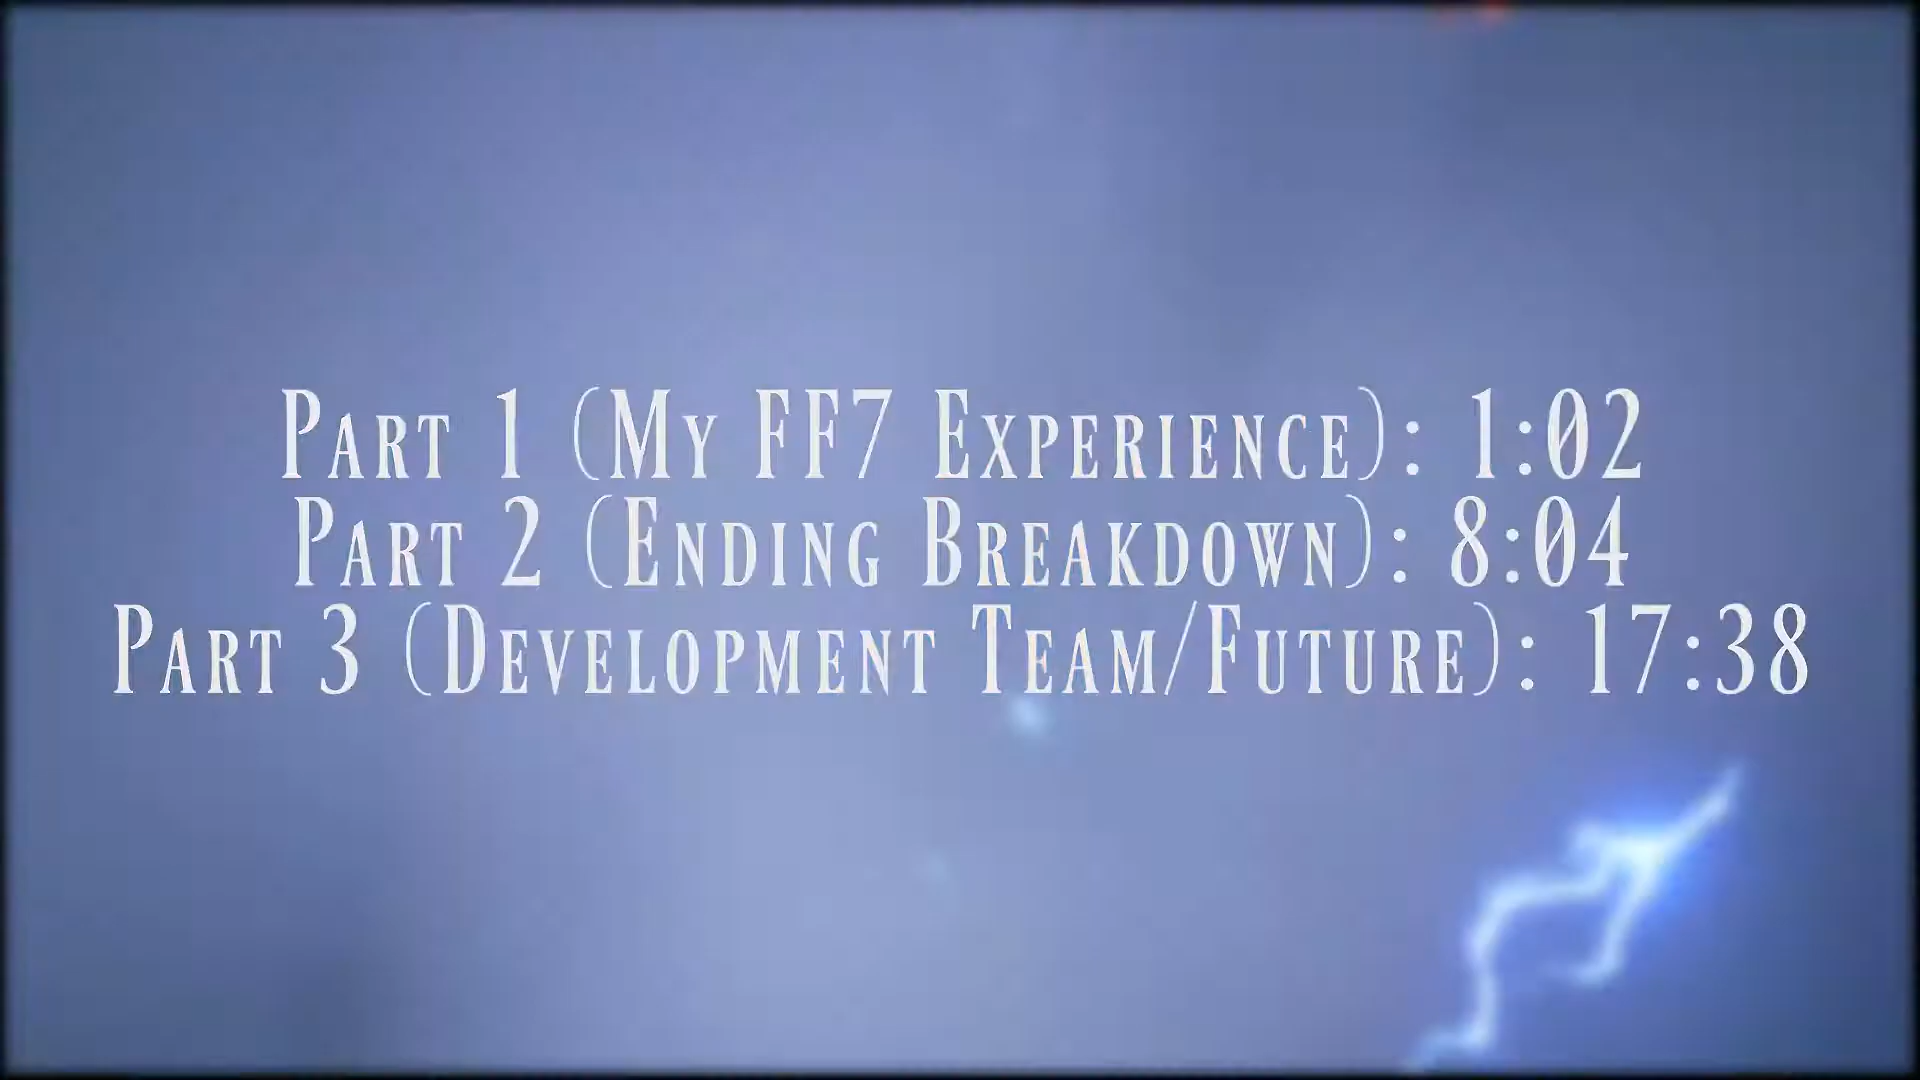 Part 1 (My FF7 Experience): 1:02
Part 2 (Ending Breakdown): 8:04
Part 3 (Development Team/Future): 17:38